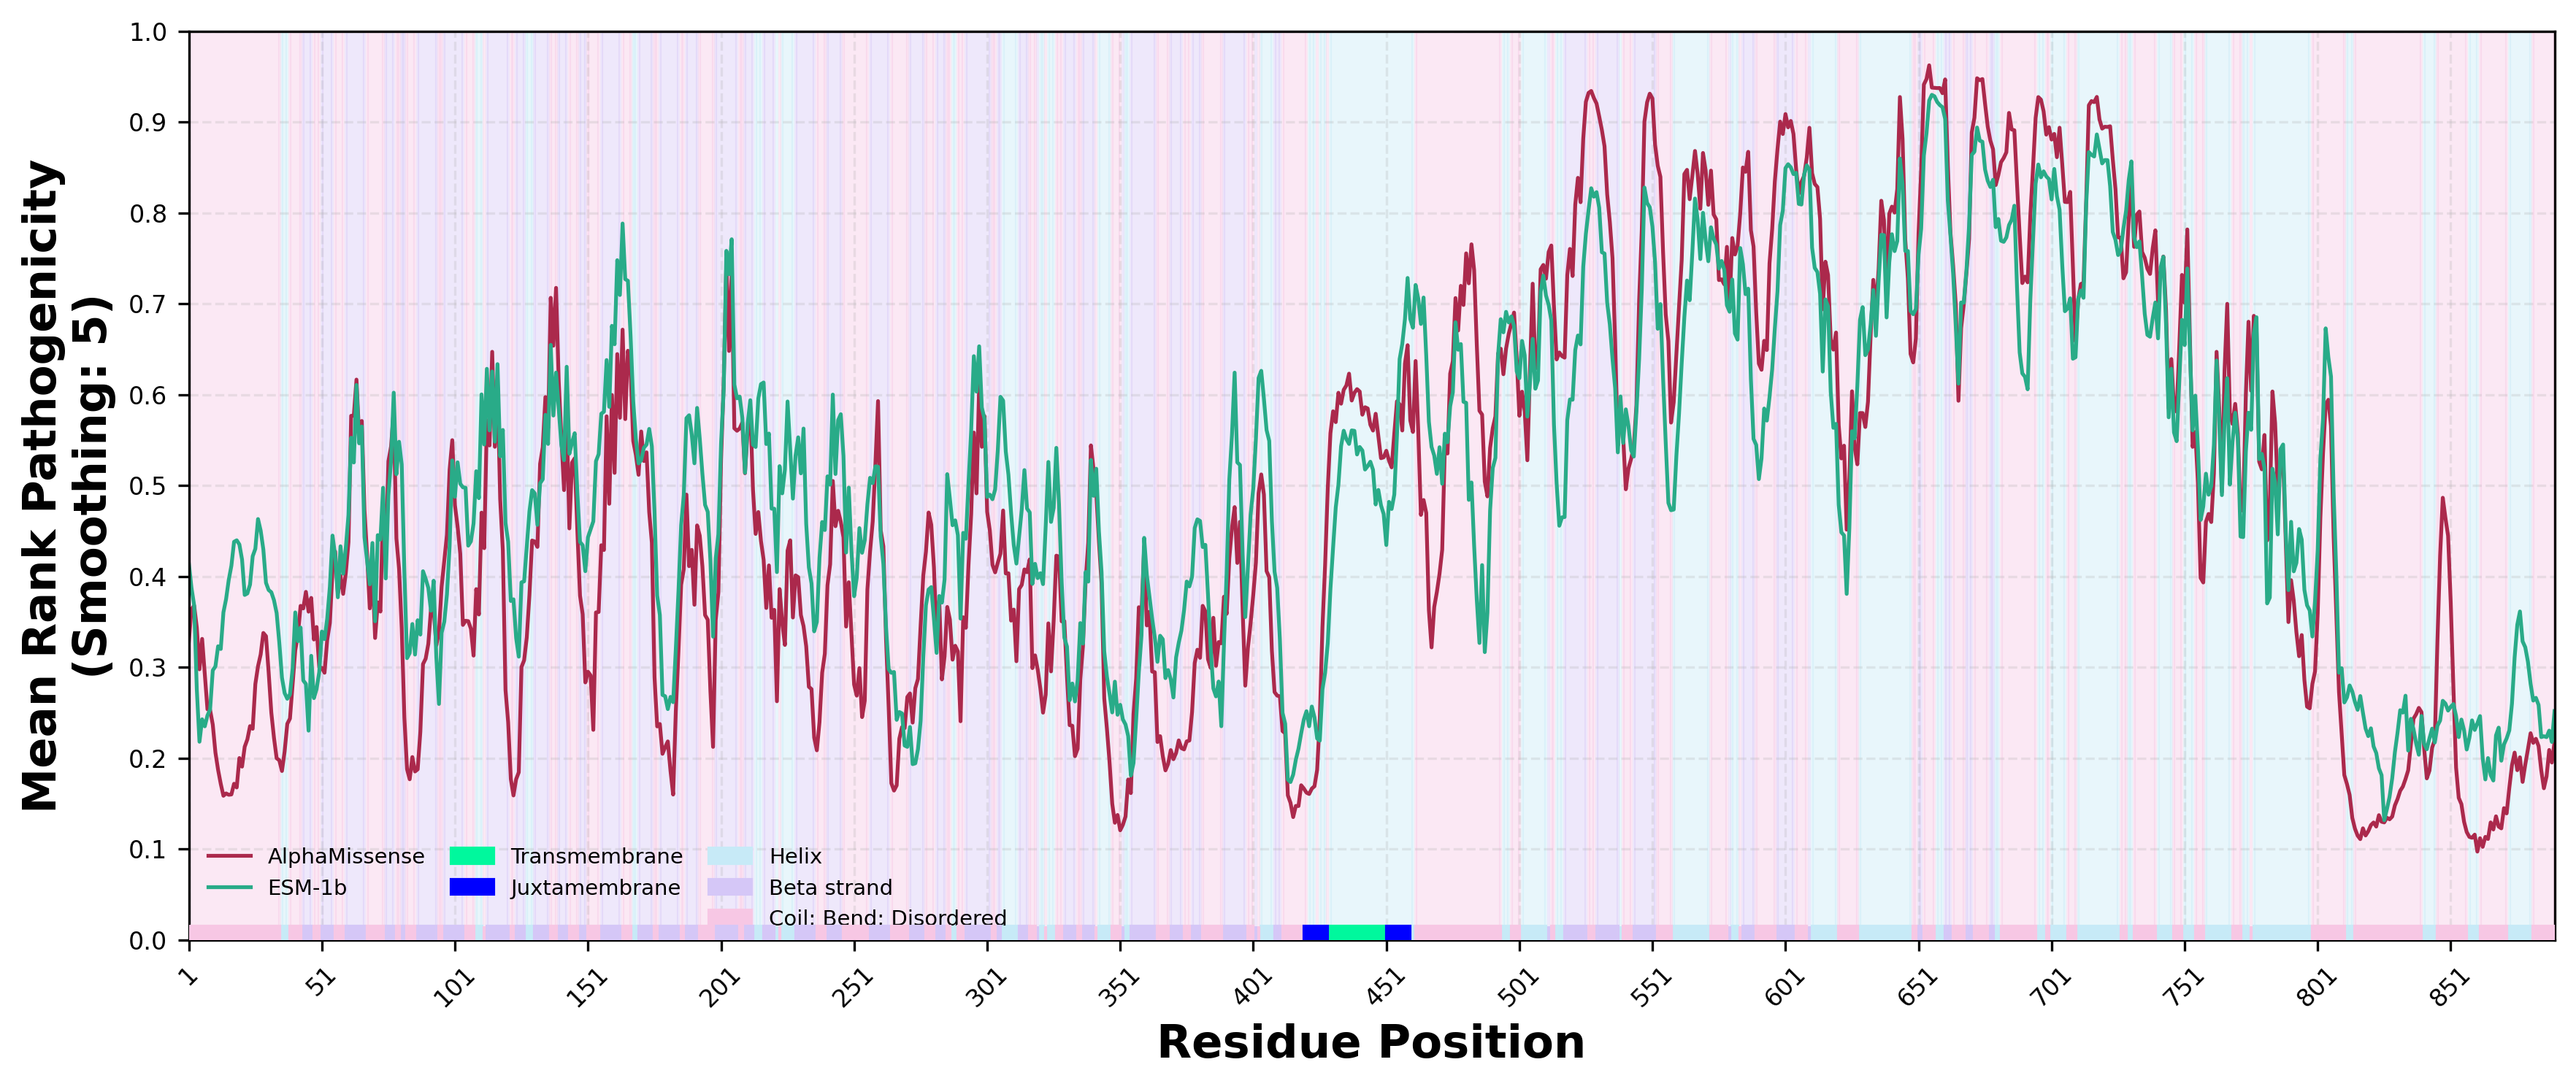 Mean Rank Pathogenicity
(Smoothing: 5)
1.0
0.9
0.8
0.7
0.6
0.5
0.4
0.3
0.2
0.1
0.0
AlphaMissense
ESM-1b
Transmembrane
Juxtamembrane
Helix
Beta strand
Coil: Bend: Disordered
1
51
101
151
201
251
301
351
401
451
501
551
601
651
701
751
801
851
Residue Position